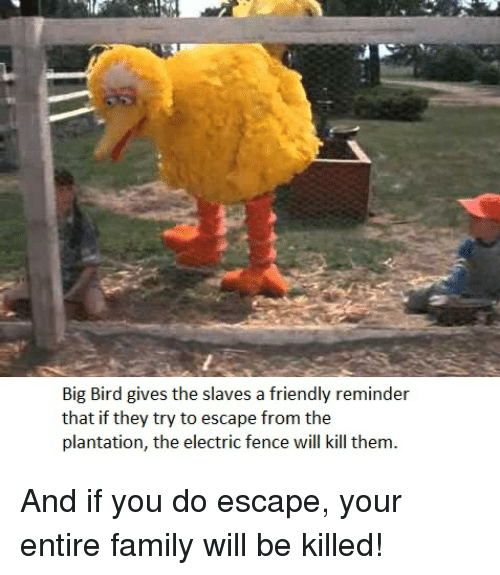 Big Bird gives the slaves a friendly reminder
that if they try to escape from the
plantation, the electric fence will kill them.
And if you do escape, your
entire family will be killed!